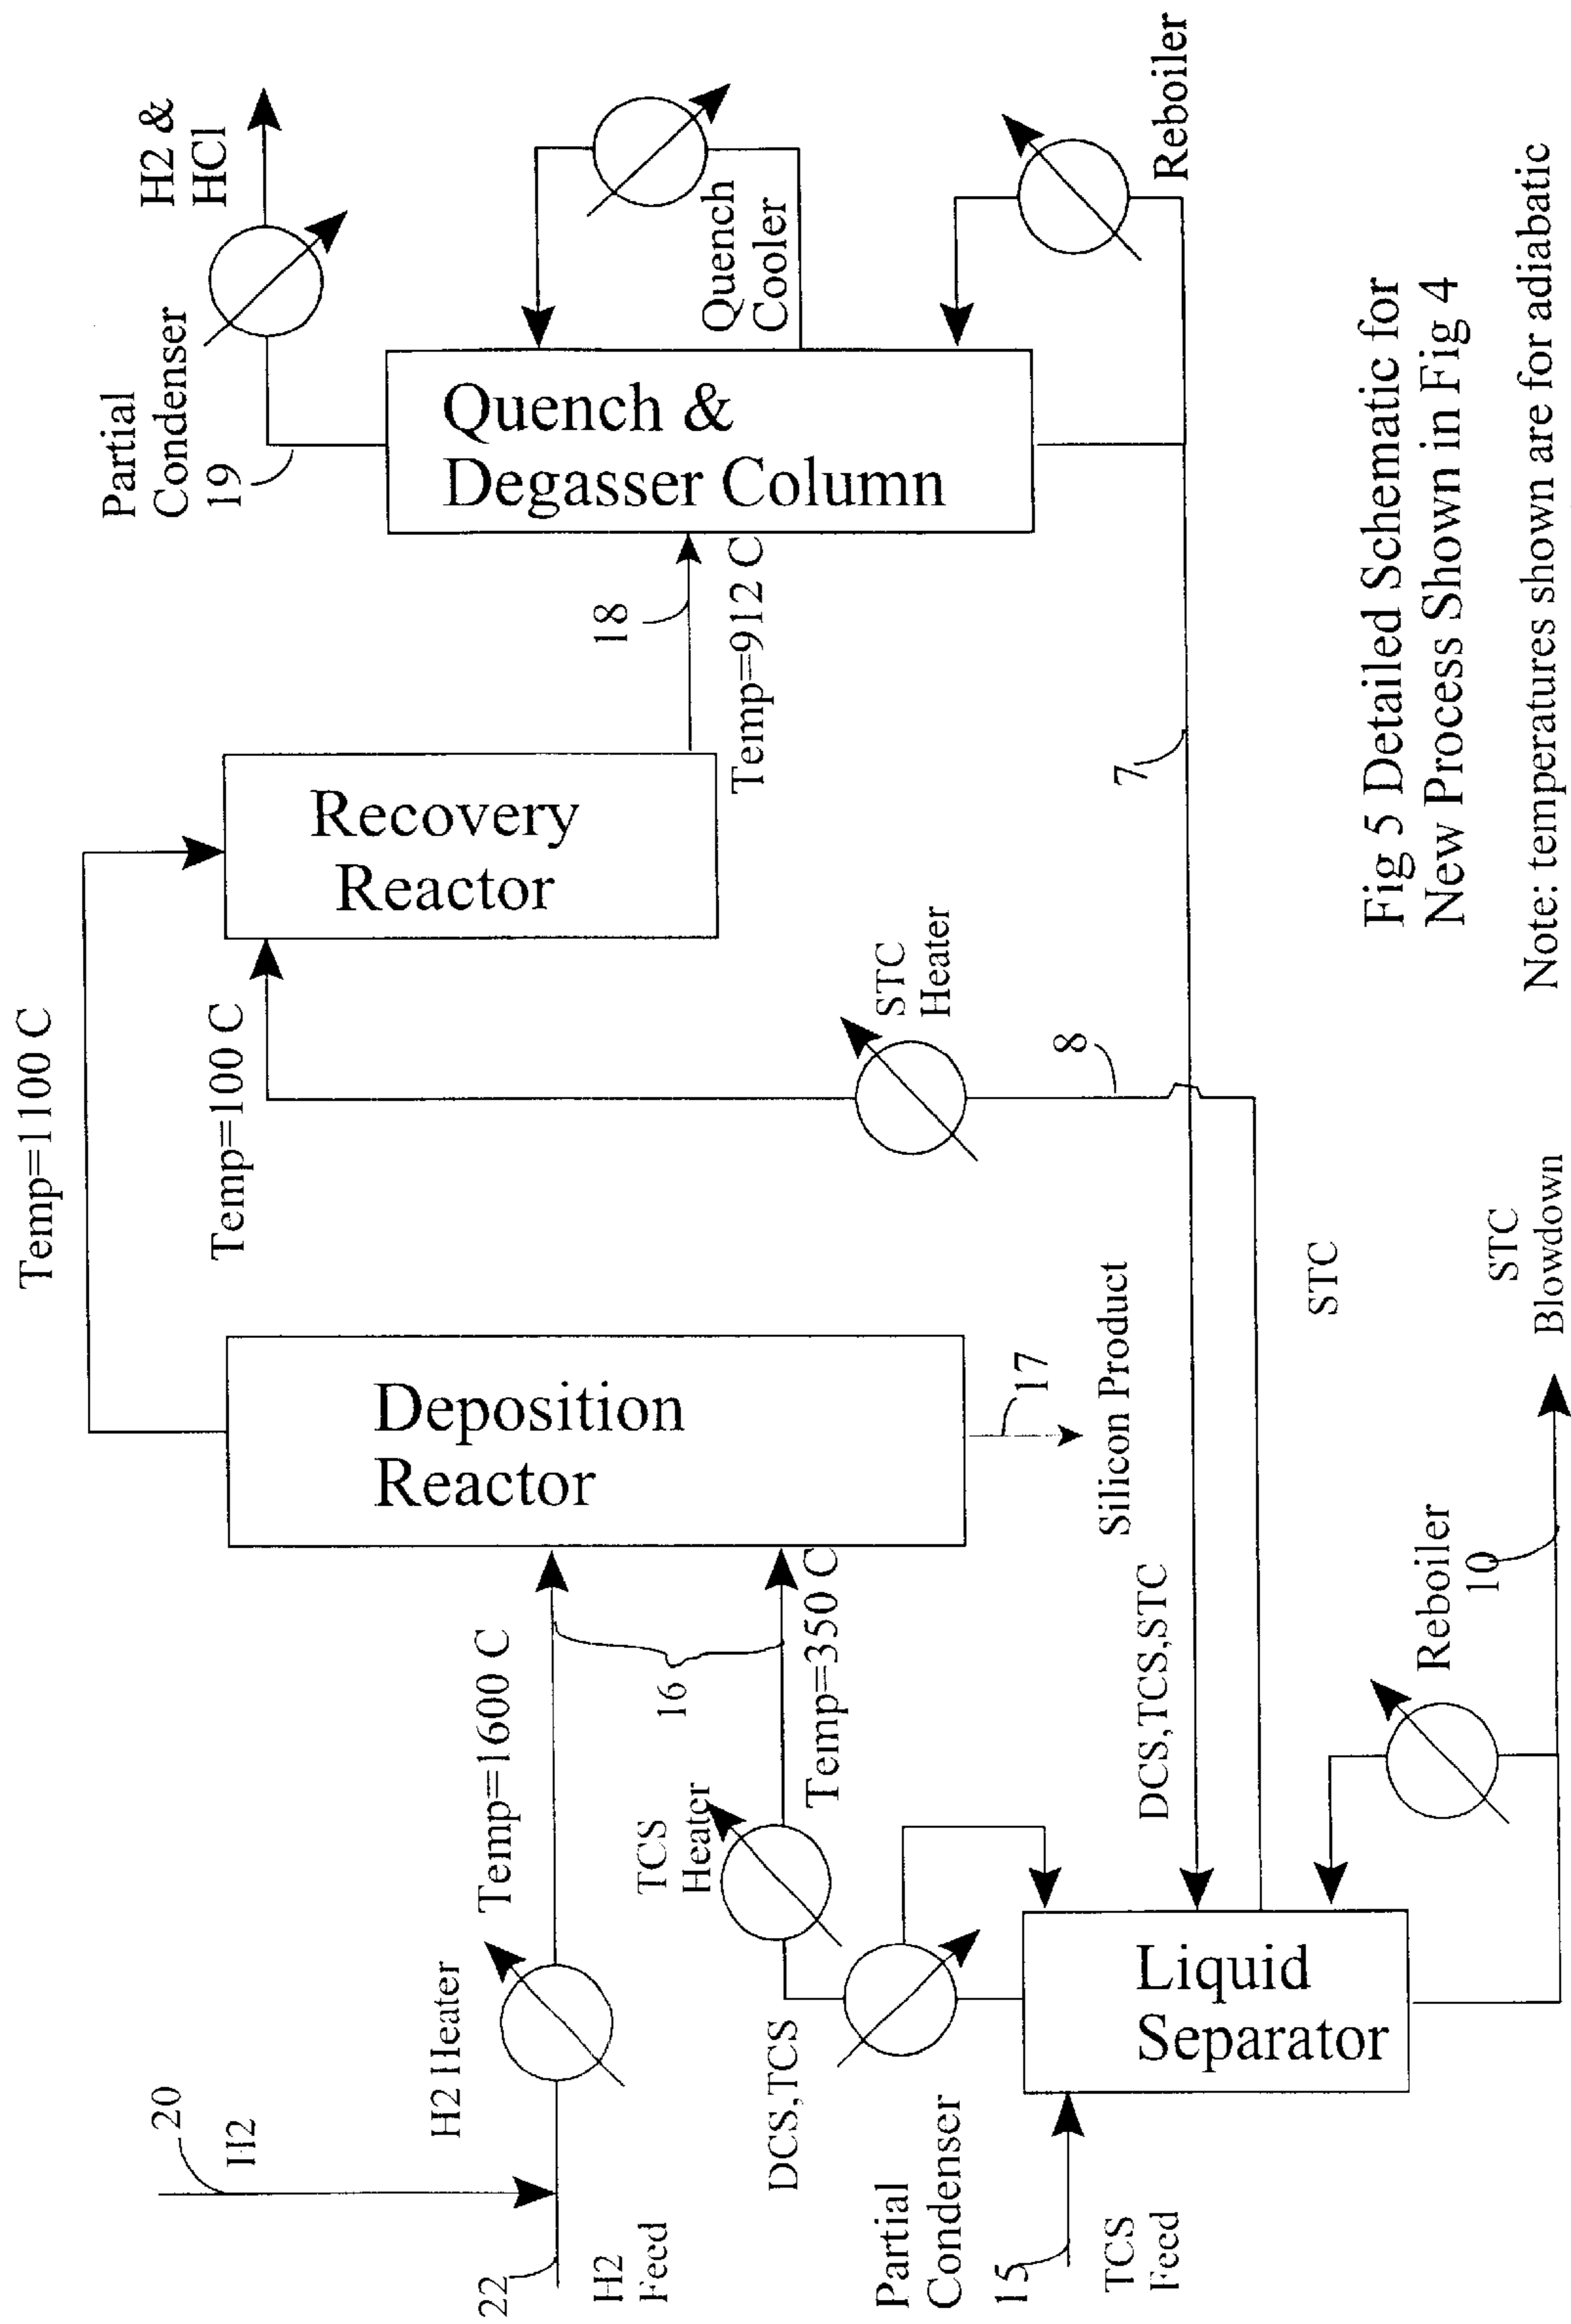 Temp=1100 C
Partial
Condenser
19
H2 &
HCl
20
H2
Temp=100 C
Recovery
Reactor
18
Temp=912 C
Quench &
Degasser Column
Quench
Cooler
Reboiler
22
H2
Feed
H2 Heater
Temp=1600 C
Deposition
Reactor
16
TCS
Heater
Temp=350 C
DCS,TCS
STC
Heater
8
7
17
Silicon Product
Partial
Condenser
15
TCS
Feed
Liquid
Separator
DCS,TCS,STC
STC
Reboiler
10
STC
Blowdown
Fig 5 Detailed Schematic for
New Process Shown in Fig 4
Note: temperatures shown are for adiabatic